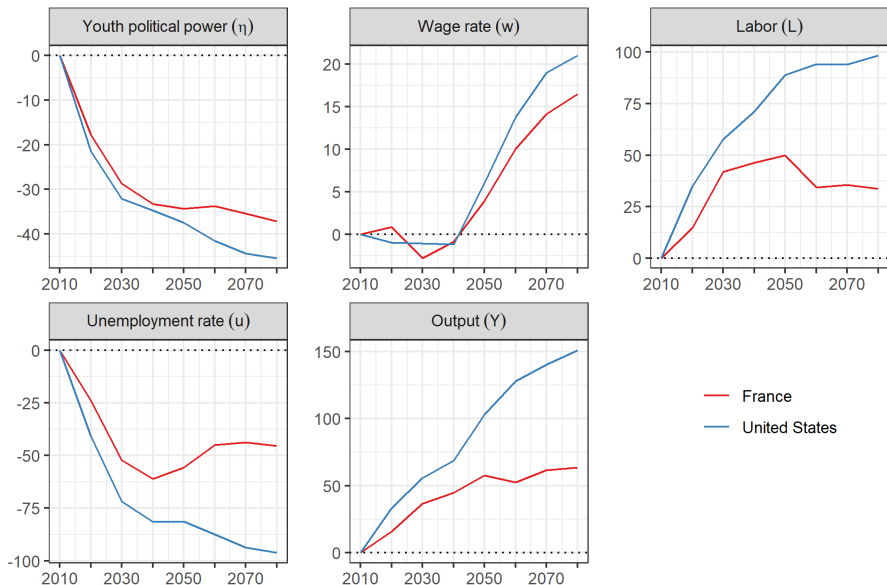 Youth political power (η)
Wage rate (w)
Labor (L)
0
-10
-20
-30
-40
2010 2030 2050 2070
20
15
10
5
0
2010 2030 2050 2070
100
75
50
25
0
2010 2030 2050 2070
Unemployment rate (u)
Output (Y)
0
-25
-50
-75
-100
2010 2030 2050 2070
150
100
50
0
2010 2030 2050 2070
France
United States